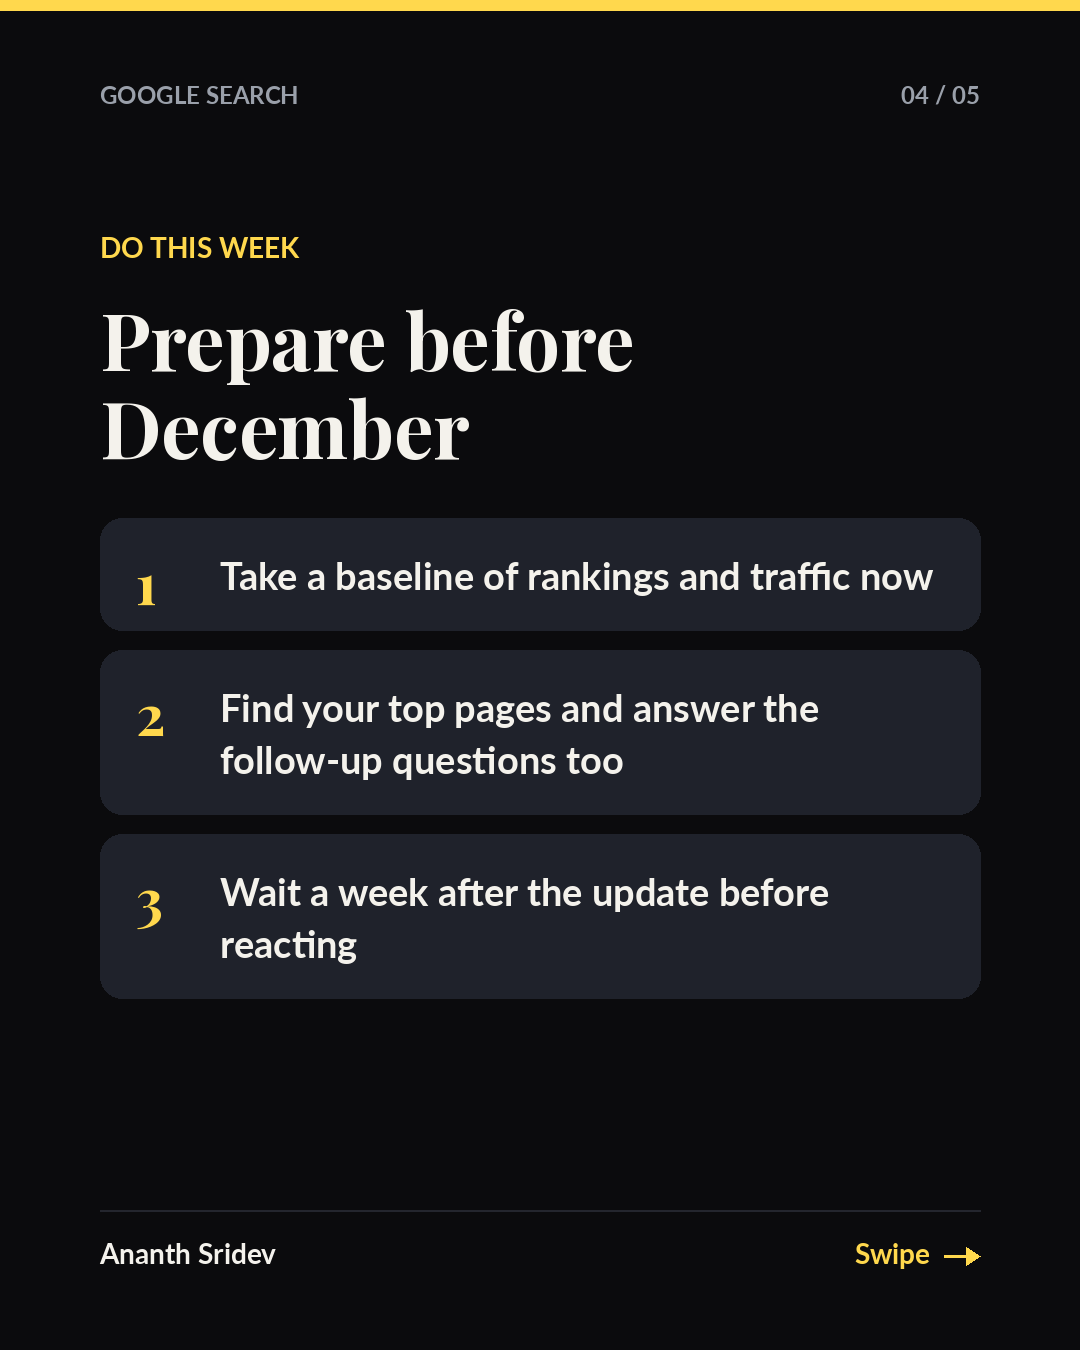 GOOGLE SEARCH
04 / 05
DO THIS WEEK
Prepare before
December
1
Take a baseline of rankings and traffic now
2
Find your top pages and answer the
follow-up questions too
3
Wait a week after the update before
reacting
Ananth Sridev
Swipe